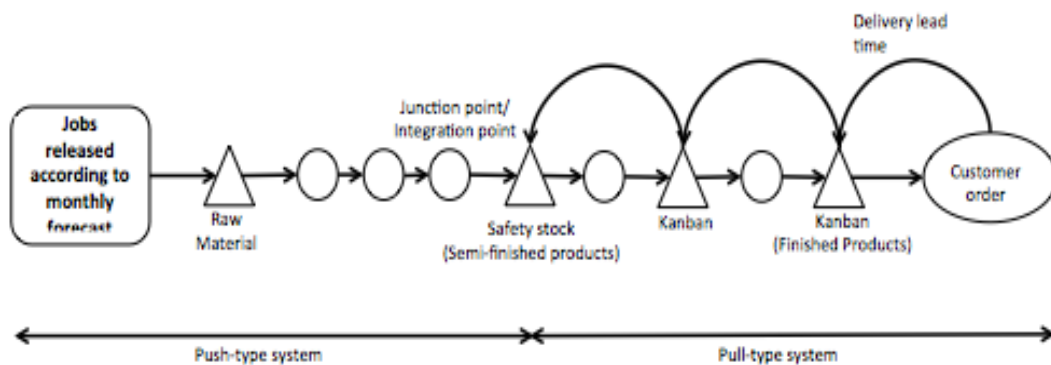 Jobs
released
according to
monthly
forecast
Raw
Material
Junction point/
Integration point
Safety stock
(Semi-finished products)
Kanban
Kanban
(Finished Products)
Delivery lead
time
Customer
order
Push-type system
Pull-type system